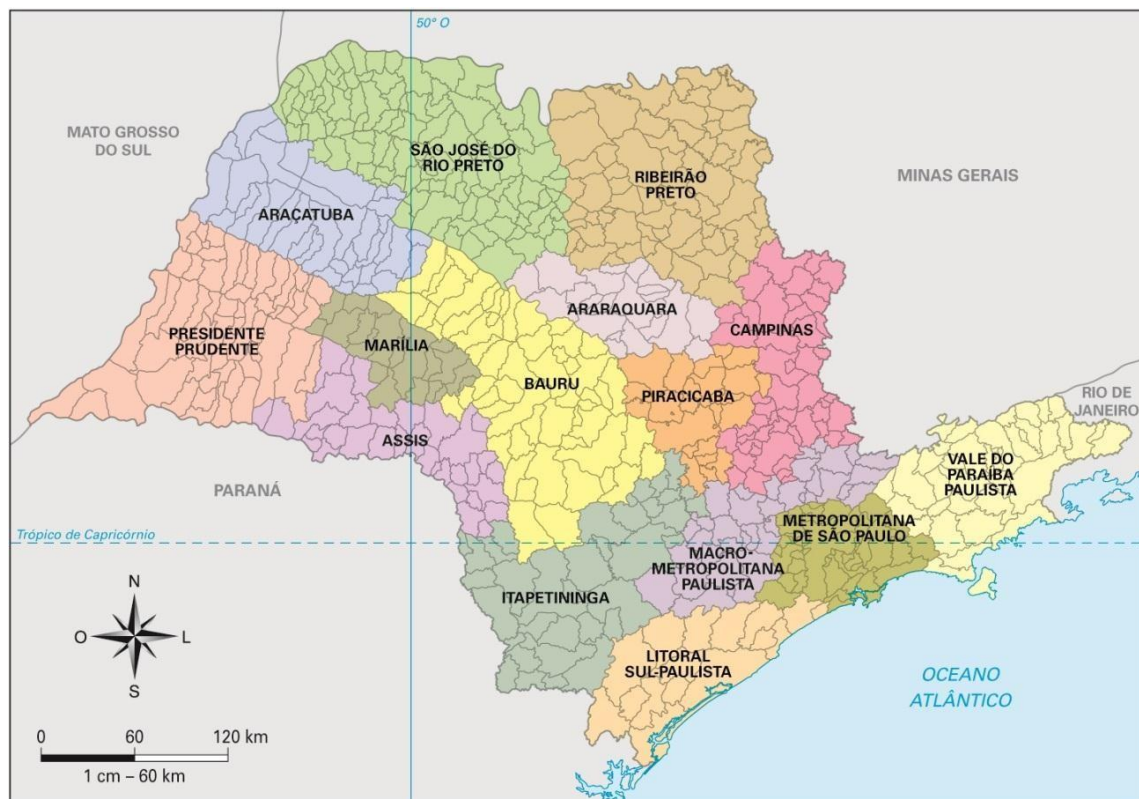 50° O
MATO GROSSO
DO SUL
SÃO JOSÉ DO
RIO PRETO
RIBEIRÃO
PRETO
MINAS GERAIS
ARAÇATUBA
ARARAQUARA
CAMPINAS
PRESIDENTE
PRUDENTE
MARÍLIA
BAURU
PIRACICABA
RIO DE
JANEIRO
ASSIS
VALE DO
PARAÍBA
PAULISTA
PARANÁ
Trópico de Capricórnio
METROPOLITANA
DE SÃO PAULO
MACRO-
METROPOLITANA
PAULISTA
ITAPETININGA
N
O
L
S
LITORAL
SUL-PAULISTA
OCEANO
ATLÂNTICO
0 60 120 km
1 cm – 60 km